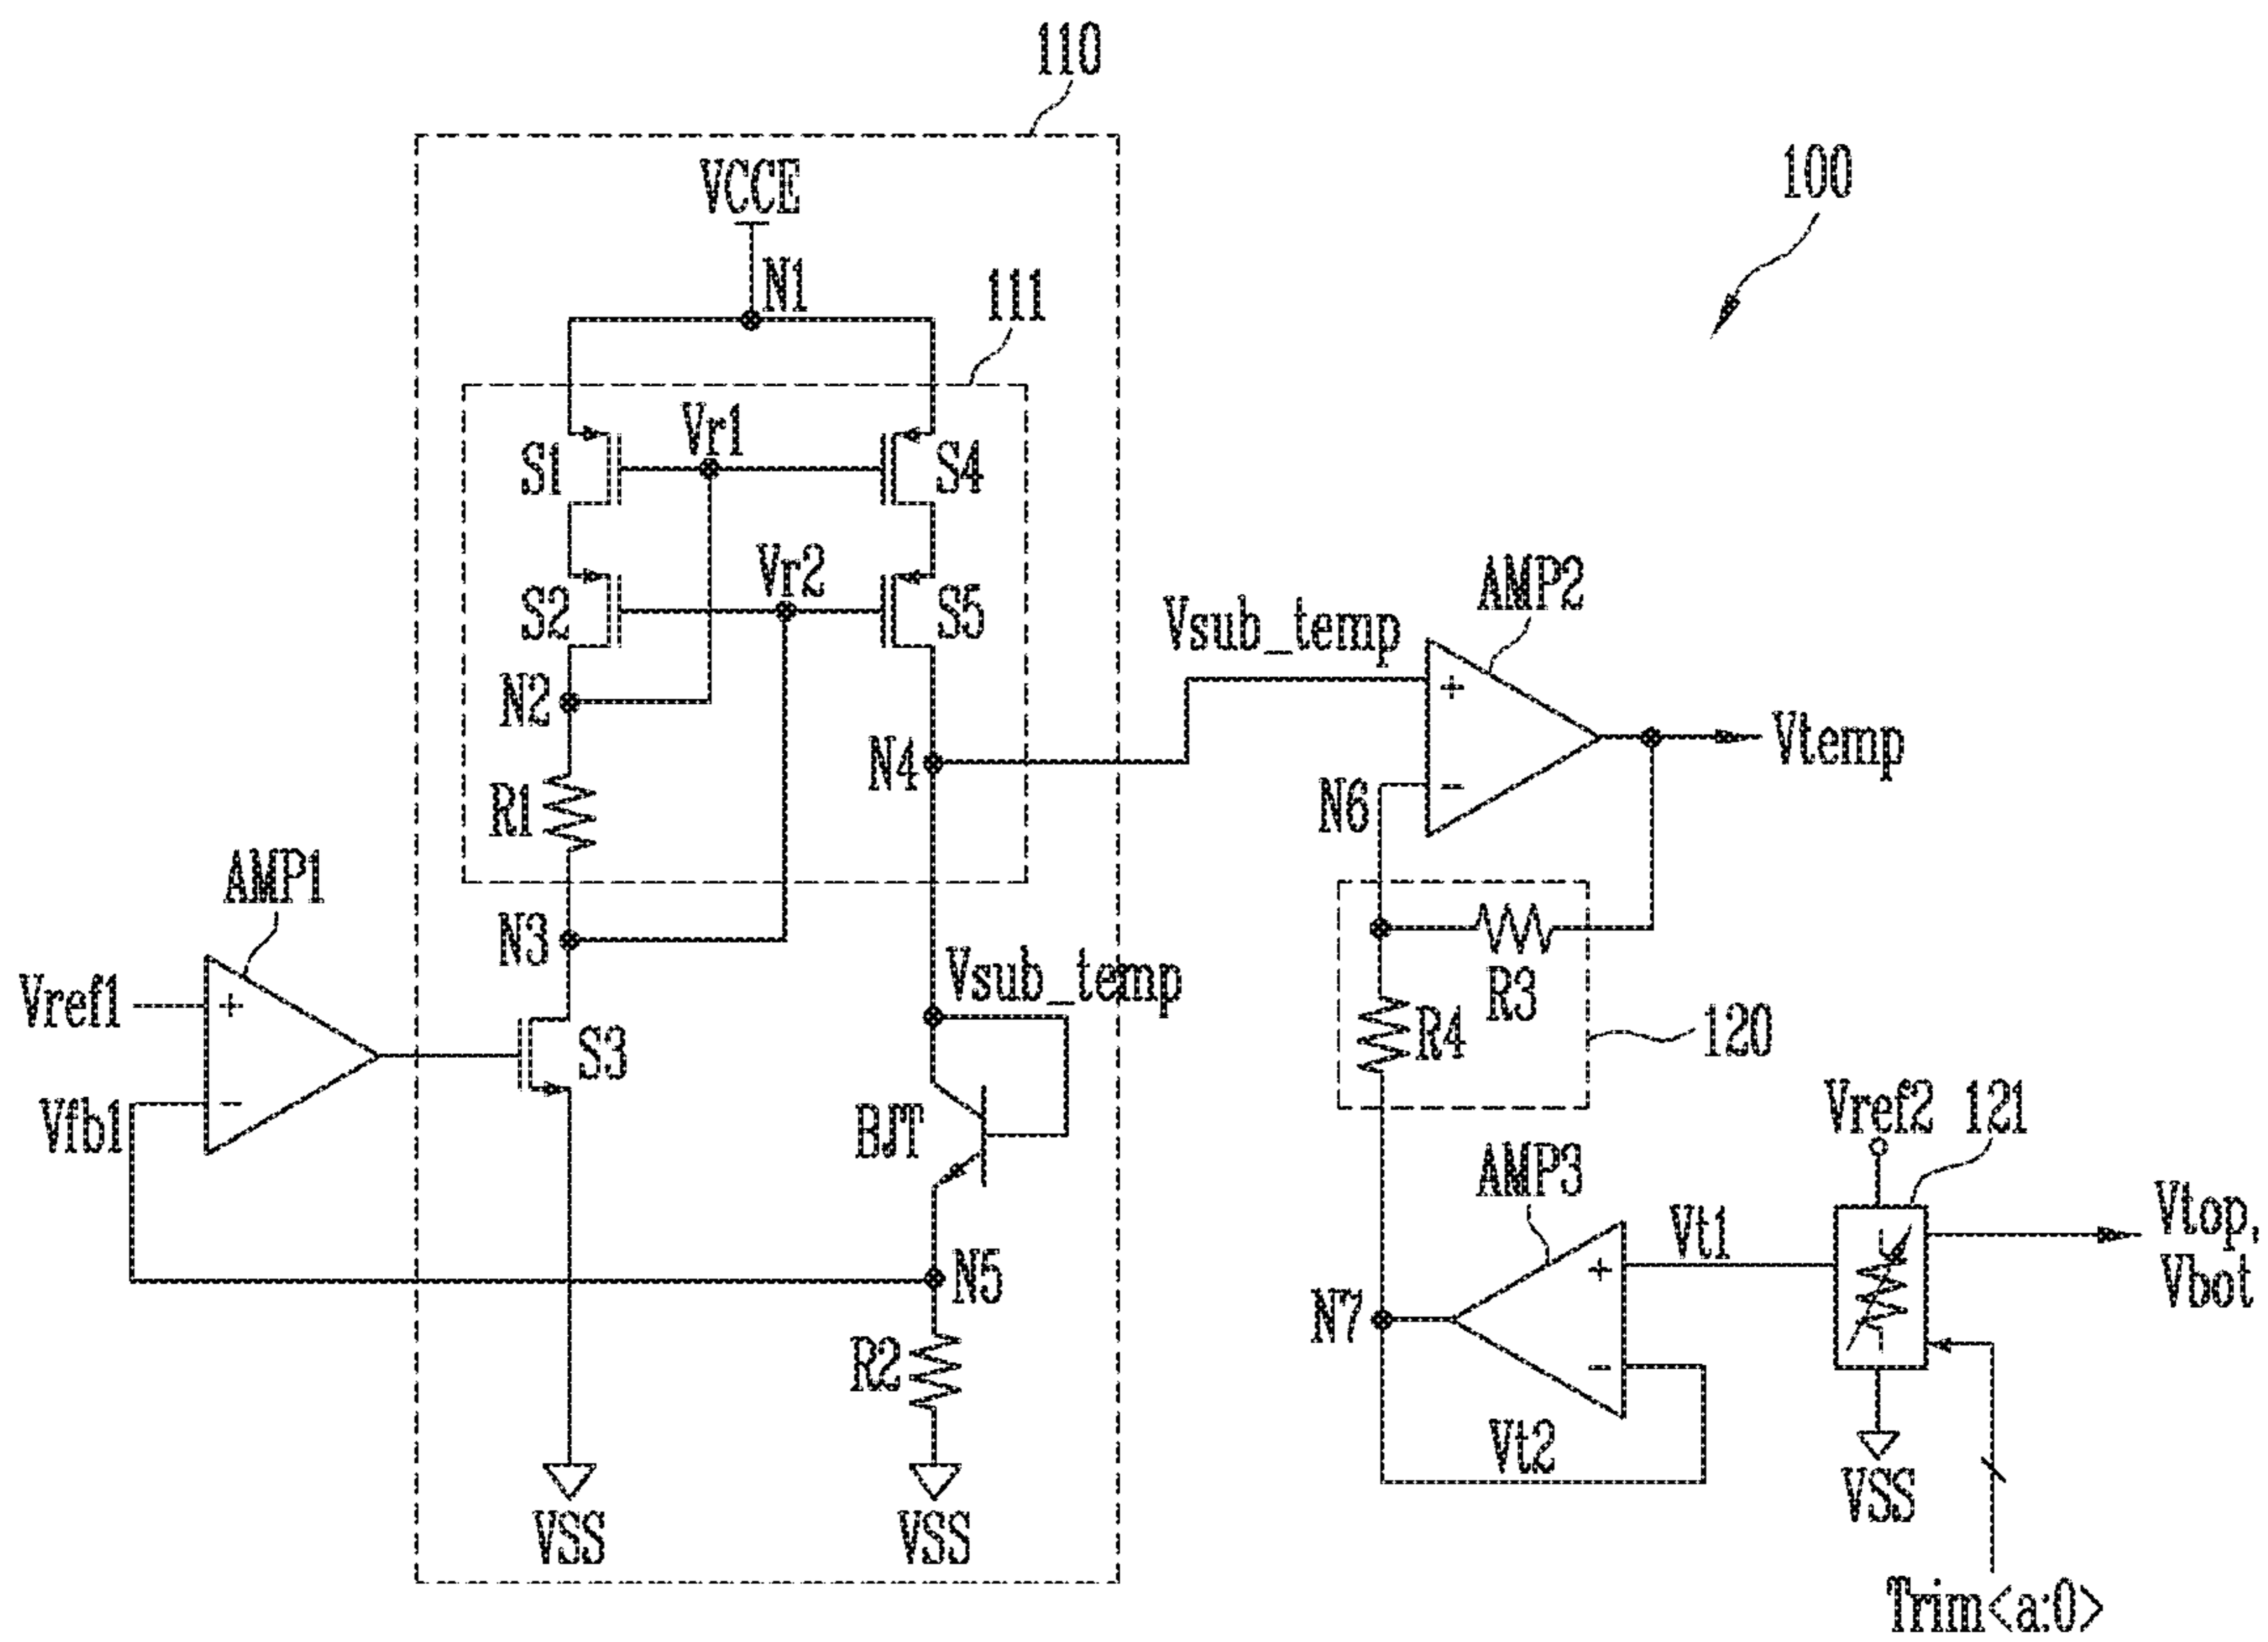 110
100
VCCE
N1
111
Vr1
S1
S4
Vr2
S2
S5
AMP2
Vsub_temp
N2
Vtemp
N4
R1
N6
AMP1
N3
Vsub_temp
R3
Vref1
+
S3
R4
120
Vfb1
−
BJT
Vref2
121
AMP3
Vt1
Vtop,
Vbot
N5
+
N7
R2
−
Vt2
VSS
VSS
VSS
Trim<a:0>
+
−